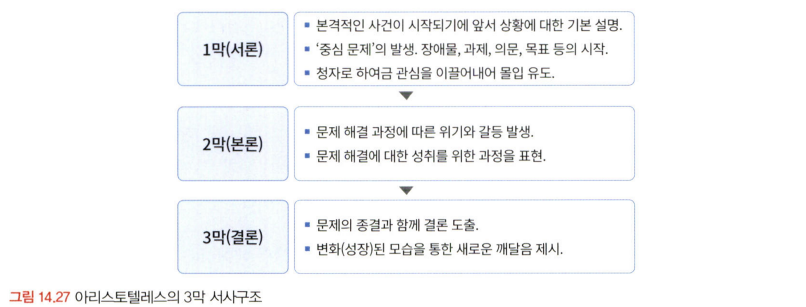 1막(서론)
▪ 본격적인 사건이 시작되기에 앞서 상황에 대한 기본 설명.
▪ ‘중심 문제’의 발생. 장애물, 과제, 의문, 목표 등의 시작.
▪ 청자로 하여금 관심을 이끌어내어 몰입 유도.
2막(본론)
▪ 문제 해결 과정에 따른 위기와 갈등 발생.
▪ 문제 해결에 대한 성취를 위한 과정을 표현.
3막(결론)
▪ 문제의 종결과 함께 결론 도출.
▪ 변화(성장)된 모습을 통한 새로운 깨달음 제시.
그림 14.27 아리스토텔레스의 3막 서사구조